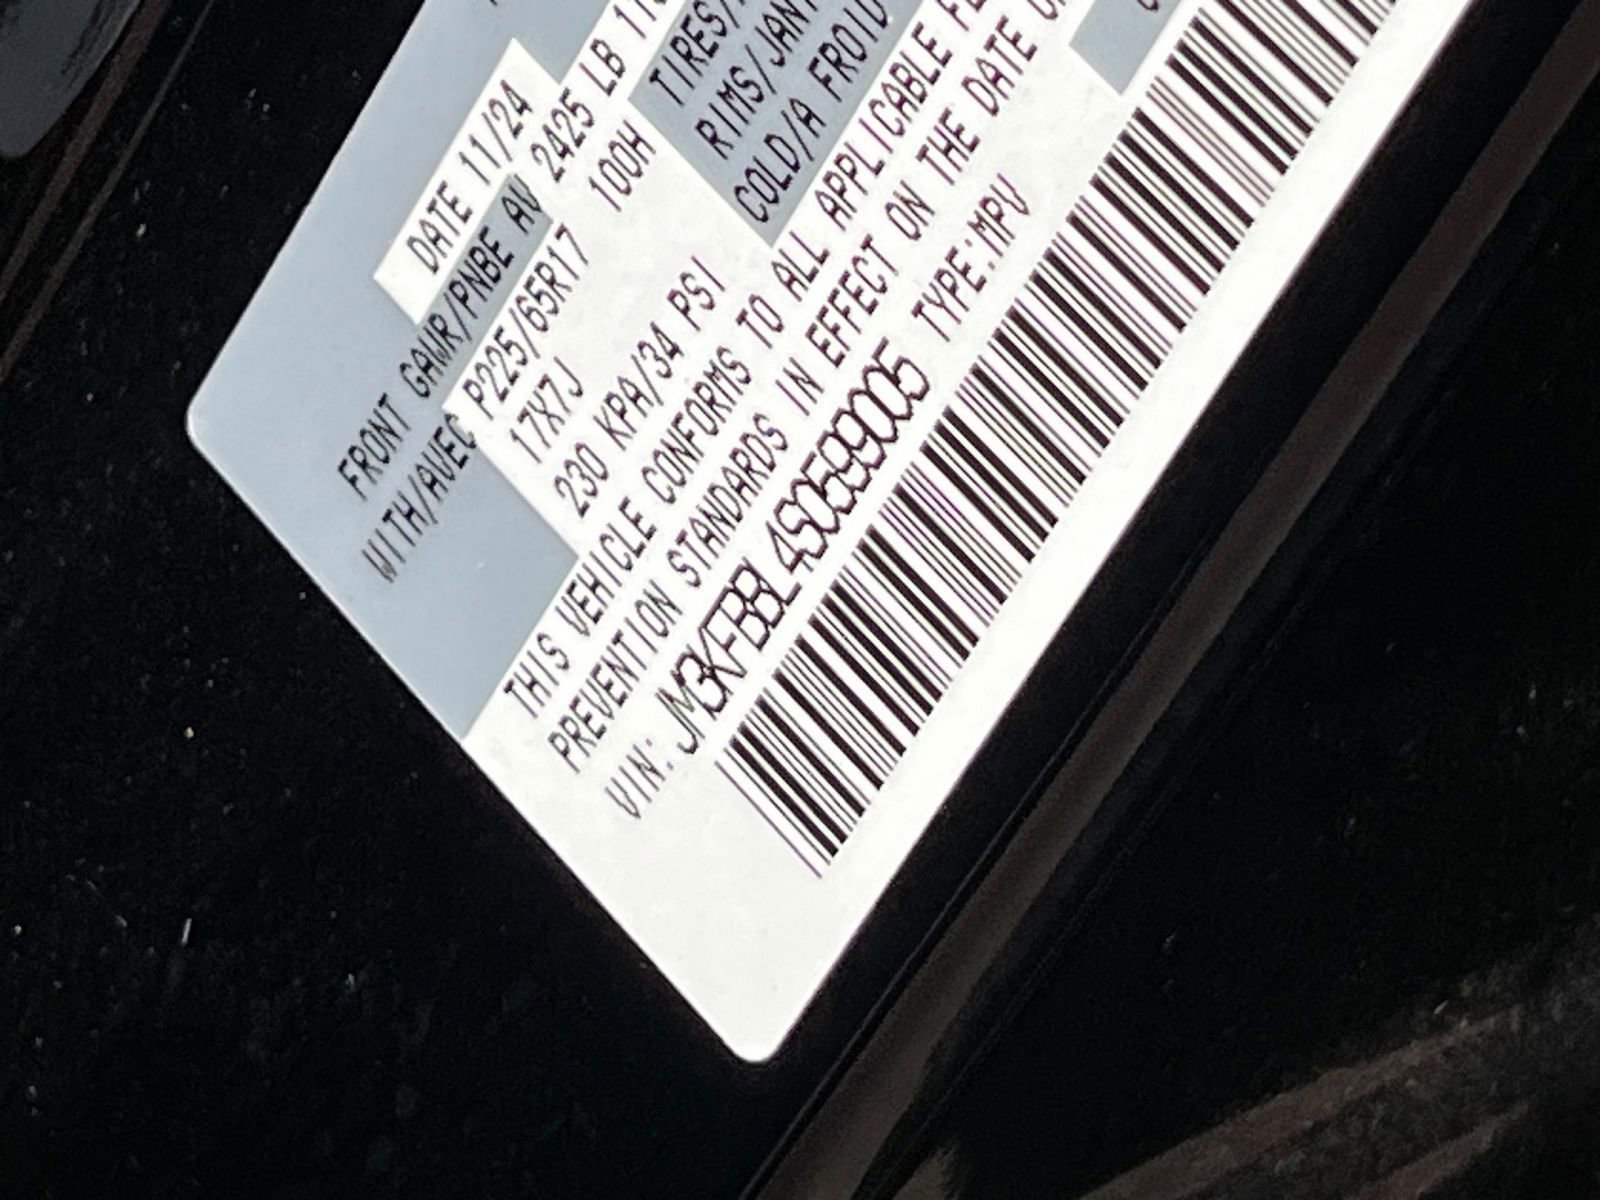 DATE 11/24
FRONT GAWR/PNBE AV 2425 LB
WITH/AVEC P225/65R17 100H TIRES/
17X7J RIMS/JANT
230 KPA/34 PSI COLD/A FROID
THIS VEHICLE CONFORMS TO ALL APPLICABLE
PREVENTION STANDARDS IN EFFECT ON THE DATE
VIN: JM3KFBBL4S0599005 TYPE:MPV